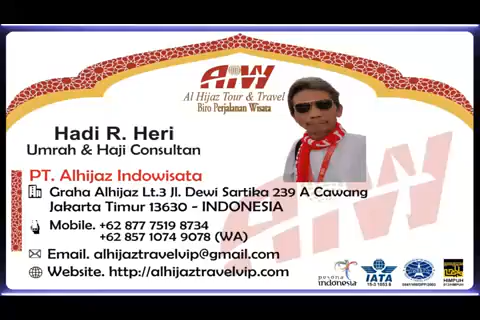 AIW
Al Hijaz Tour & Travel
Biro Perjalanan Wisata
Hadi R. Heri
Umrah & Haji Consultan
PT. Alhijaz Indowisata
Graha Alhijaz Lt.3 Jl. Dewi Sartika 239 A Cawang
Jakarta Timur 13630 - INDONESIA
Mobile. +62 877 7519 8734
+62 857 1074 9078 (WA)
Email. alhijaztravelvip@gmail.com
Website. http://alhijaztravelvip.com
pesona
indonesia
IATA
HIMPUH